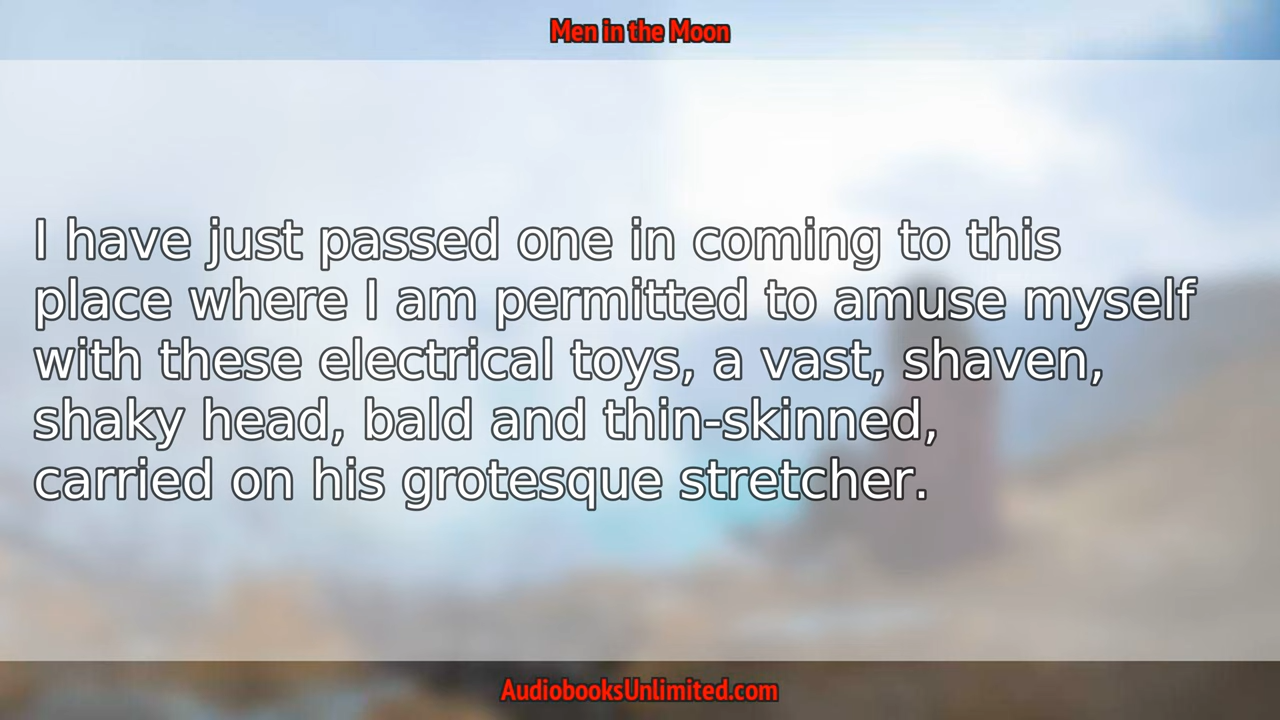 Men in the Moon
I have just passed one in coming to this
place where I am permitted to amuse myself
with these electrical toys, a vast, shaven,
shaky head, bald and thin-skinned,
carried on his grotesque stretcher.
AudiobooksUnlimited.com